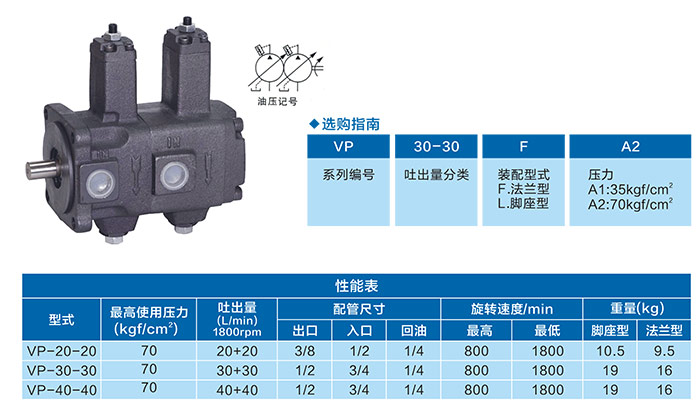 油压记号
◆选购指南
VP 30-30 F A2
系列编号 吐出量分类 装配型式 压力
F.法兰型 A1:35kgf/cm²
L.脚座型 A2:70kgf/cm²
性能表
型式 最高使用压力 (kgf/cm²) 吐出量 (L/min) 1800rpm 配管尺寸 旋转速度/min 重量(kg)
出口 入口 回油 最高 最低 脚座型 法兰型
VP-20-20 70 20+20 3/8 1/2 1/4 800 1800 10.5 9.5
VP-30-30 70 30+30 1/2 3/4 1/4 800 1800 19 16
VP-40-40 70 40+40 1/2 3/4 1/4 800 1800 19 16